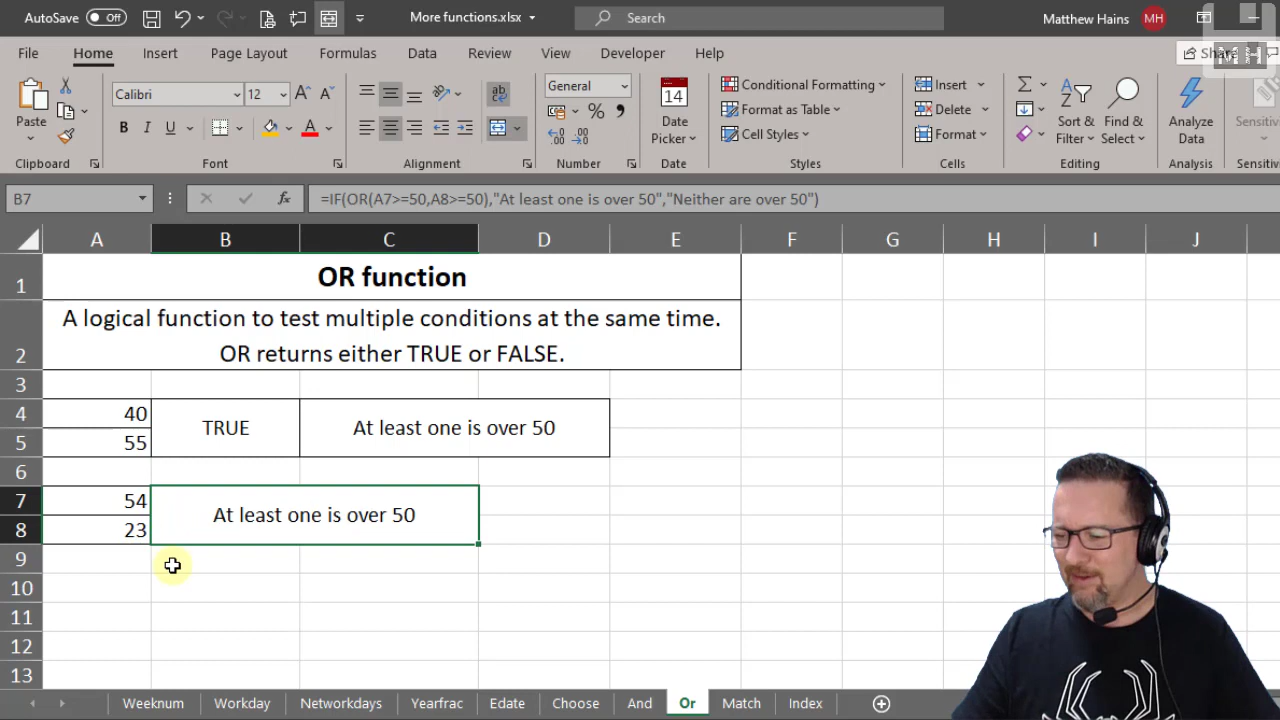 AutoSave Off More functions.xlsx Search Matthew Hains MH
File Home Insert Page Layout Formulas Data Review View Developer Help Share
Paste Calibri 12 General 14 Date Picker Conditional Formatting Format as Table Cell Styles Insert Delete Format Sort & Filter Find & Select Analyze Data
Clipboard Font Alignment Number Date Styles Cells Editing Analysis
B7 =IF(OR(A7>=50,A8>=50),"At least one is over 50","Neither are over 50")
A B C D E F G H I J
1 OR function
A logical function to test multiple conditions at the same time.
2 OR returns either TRUE or FALSE.
3
4 40 TRUE At least one is over 50
5 55
6
7 54 At least one is over 50
8 23
9
10
11
12
13
Weeknum Workday Networkdays Yearfrac Edate Choose And Or Match Index